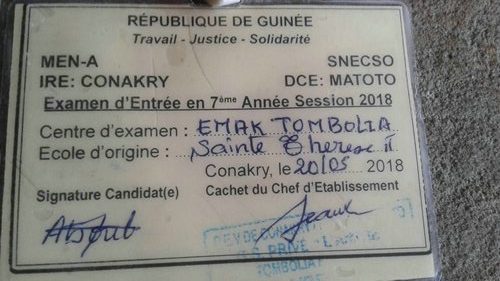 RÉPUBLIQUE DE GUINÉE
Travail - Justice - Solidarité
MEN-A SNECSO
IRE: CONAKRY DCE: MATOTO
Examen d'Entrée en 7ème Année Session 2018
Centre d'examen : EMAK TOMBOLIA
Ecole d'origine : Sainte Therese II
Conakry, le 20/05 2018
Signature Candidat(e) Cachet du Chef d'Etablissement